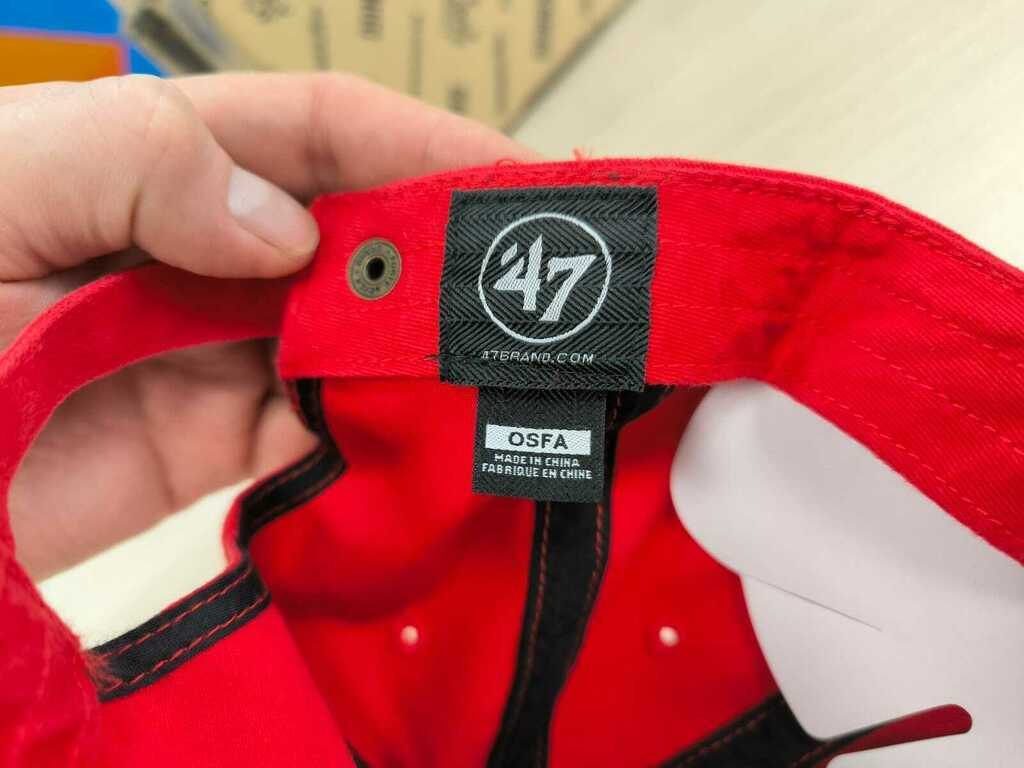 '47
47BRAND.COM
OSFA
MADE IN CHINA
FABRIQUE EN CHINE